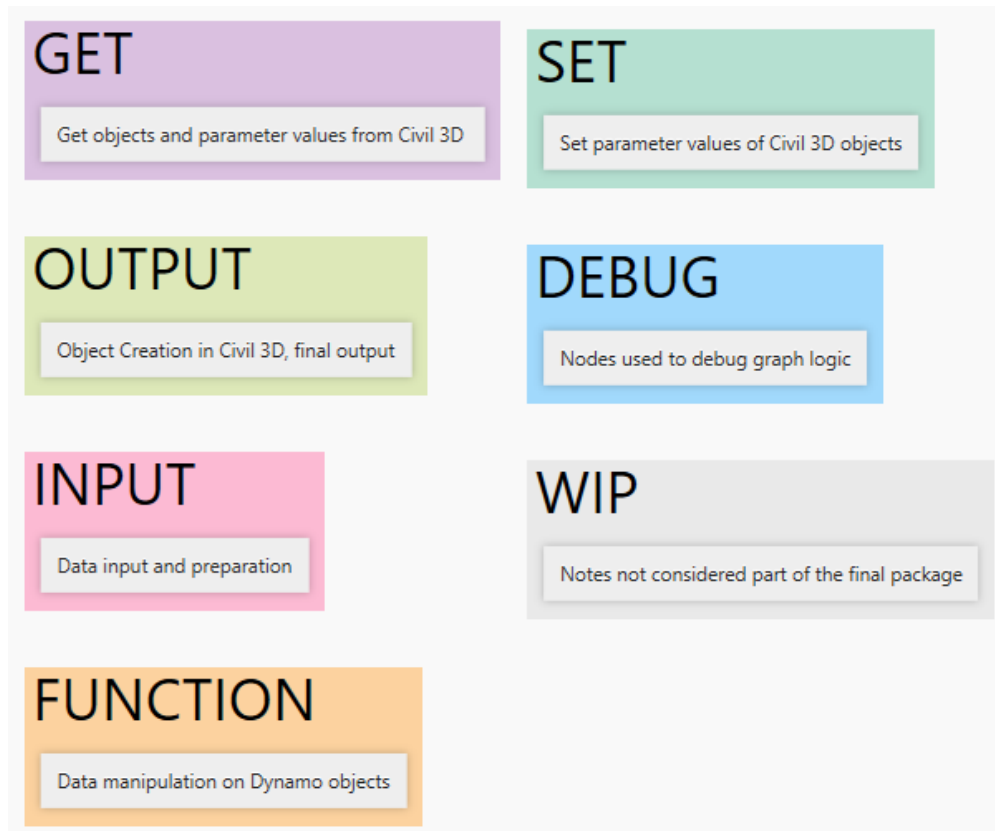 GET
Get objects and parameter values from Civil 3D
SET
Set parameter values of Civil 3D objects
OUTPUT
Object Creation in Civil 3D, final output
DEBUG
Nodes used to debug graph logic
INPUT
Data input and preparation
WIP
Notes not considered part of the final package
FUNCTION
Data manipulation on Dynamo objects